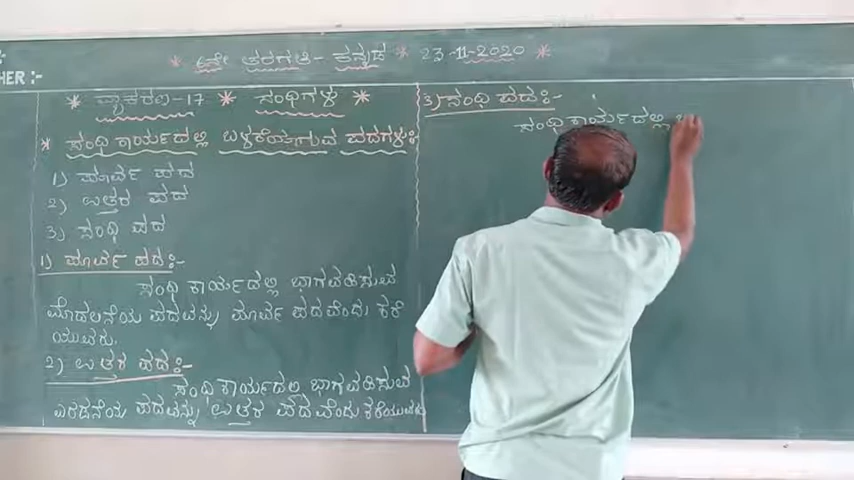 HER :-
* 6ನೇ ತರಗತಿ - ಕನ್ನಡ * 23-11-2020 *
* ವ್ಯಾಕರಣ-17 * ಸಂಧಿಗಳು *
* ಸಂಧಿ ಕಾರ್ಯದಲ್ಲಿ ಬಳಕೆಯಾಗುವ ಪದಗಳು:
1) ಪೂರ್ವ ಪದ
2) ಉತ್ತರ ಪದ
3) ಸಂಧಿ ಪದ
1) ಪೂರ್ವ ಪದ :-
ಸಂಧಿ ಕಾರ್ಯದಲ್ಲಿ ಭಾಗವಹಿಸುವ
ಮೊದಲನೆಯ ಪದವನ್ನು ಪೂರ್ವ ಪದವೆಂದು ಕರೆ
ಯುವರು.
2) ಉತ್ತರ ಪದ :-
ಸಂಧಿ ಕಾರ್ಯದಲ್ಲಿ ಭಾಗವಹಿಸುವ
ಎರಡನೆಯ ಪದವನ್ನು ಉತ್ತರ ಪದವೆಂದು ಕರೆಯುವರು
3) ಸಂಧಿ ಪದ :-
ಸಂಧಿ ಕಾರ್ಯದಲ್ಲಿ